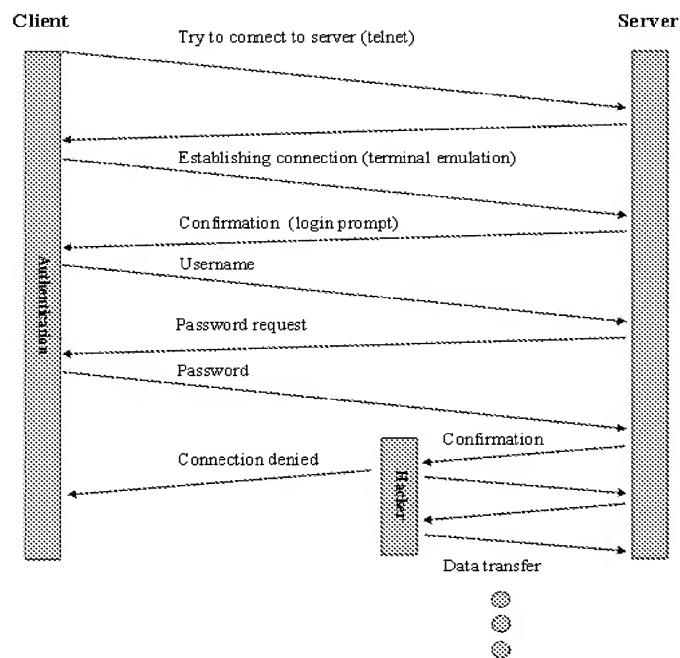 Client
Server
Try to connect to server (telnet)
Establishing connection (terminal emulation)
Confirmation (login prompt)
Username
Authentication
Password request
Password
Confirmation
Connection denied
Hacker
Data transfer